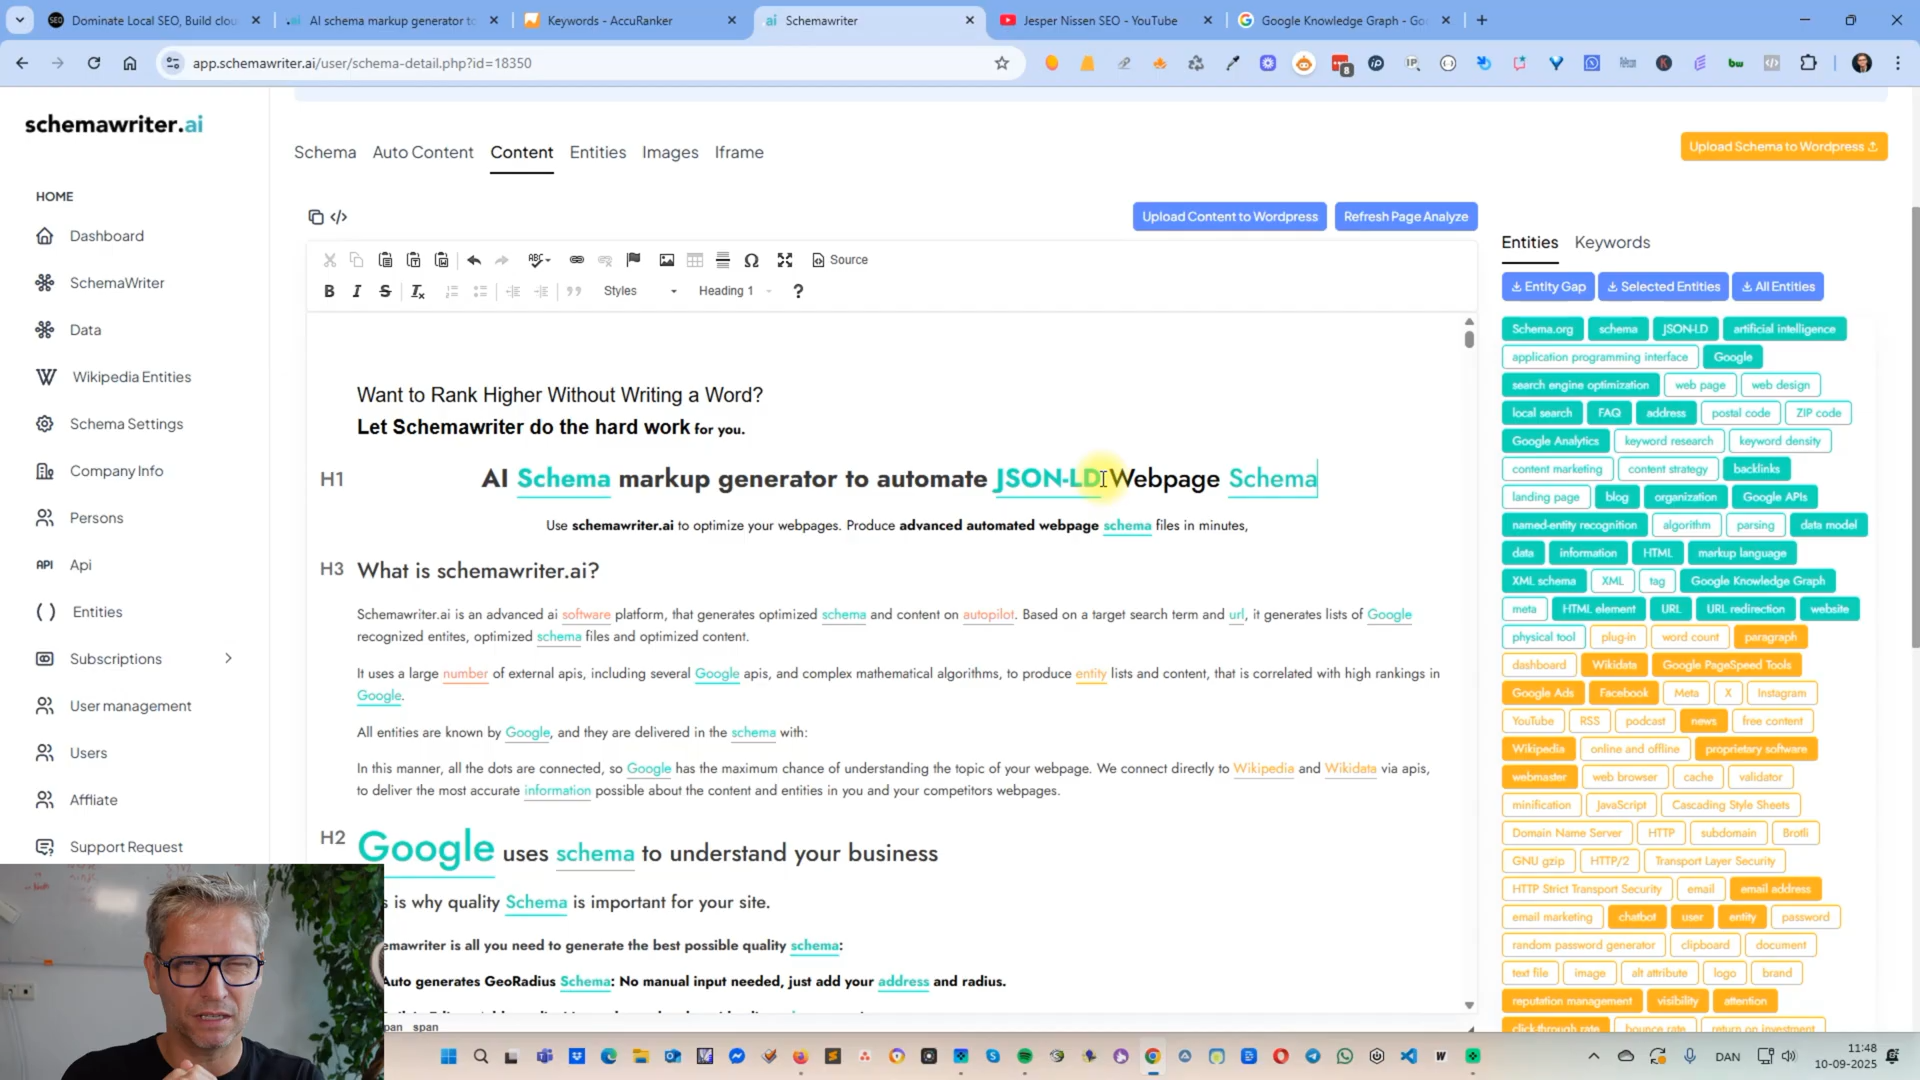 Dominate Local SEO, Build clou
AI schema markup generator to
Keywords - AccuRanker
Schemawriter
Jesper Nissen SEO - YouTube
Google Knowledge Graph - Go
app.schemawriter.ai/user/schema-detail.php?id=18350
schemawriter.ai
HOME
Dashboard
SchemaWriter
Data
Wikipedia Entities
Schema Settings
Company Info
Persons
API Api
Entities
Subscriptions
User management
Users
Affliate
Support Request
Schema Auto Content Content Entities Images Iframe
Upload Schema to Wordpress
Upload Content to Wordpress Refresh Page Analyze
Source
Styles Heading 1 ?
Want to Rank Higher Without Writing a Word?
Let Schemawriter do the hard work for you.
H1 AI Schema markup generator to automate JSON-LD Webpage Schema
Use schemawriter.ai to optimize your webpages. Produce advanced automated webpage schema files in minutes,
H3 What is schemawriter.ai?
Schemawriter.ai is an advanced ai software platform, that generates optimized schema and content on autopilot. Based on a target search term and url, it generates lists of Google
recognized entites, optimized schema files and optimized content.
It uses a large number of external apis, including several Google apis, and complex mathematical algorithms, to produce entity lists and content, that is correlated with high rankings in
Google.
All entities are known by Google, and they are delivered in the schema with:
In this manner, all the dots are connected, so Google has the maximum chance of understanding the topic of your webpage. We connect directly to Wikipedia and Wikidata via apis,
to deliver the most accurate information possible about the content and entities in you and your competitors webpages.
H2 Google uses schema to understand your business
is why quality Schema is important for your site.
emawriter is all you need to generate the best possible quality schema:
Auto generates GeoRadius Schema: No manual input needed, just add your address and radius.
span
Entities Keywords
Entity Gap Selected Entities All Entities
Schema.org schema JSON-LD artificial intelligence
application programming interface Google
search engine optimization web page web design
local search FAQ address postal code ZIP code
Google Analytics keyword research keyword density
content marketing content strategy backlinks
landing page blog organization Google APIs
named-entity recognition algorithm parsing data model
data information HTML markup language
XML schema XML tag Google Knowledge Graph
meta HTML element URL URL redirection website
physical tool plug-in word count paragraph
dashboard Wikidata Google PageSpeed Tools
Google Ads Facebook Meta X Instagram
YouTube RSS podcast news free content
Wikipedia online and offline proprietary software
webmaster web browser cache validator
minification JavaScript Cascading Style Sheets
Domain Name Server HTTP subdomain Brotli
GNU gzip HTTP/2 Transport Layer Security
HTTP Strict Transport Security email email address
email marketing chatbot user entity password
random password generator clipboard document
text file image alt attribute logo brand
reputation management visibility attention
click through rate bounce rate return on investment
DAN
11:48
10-09-2025